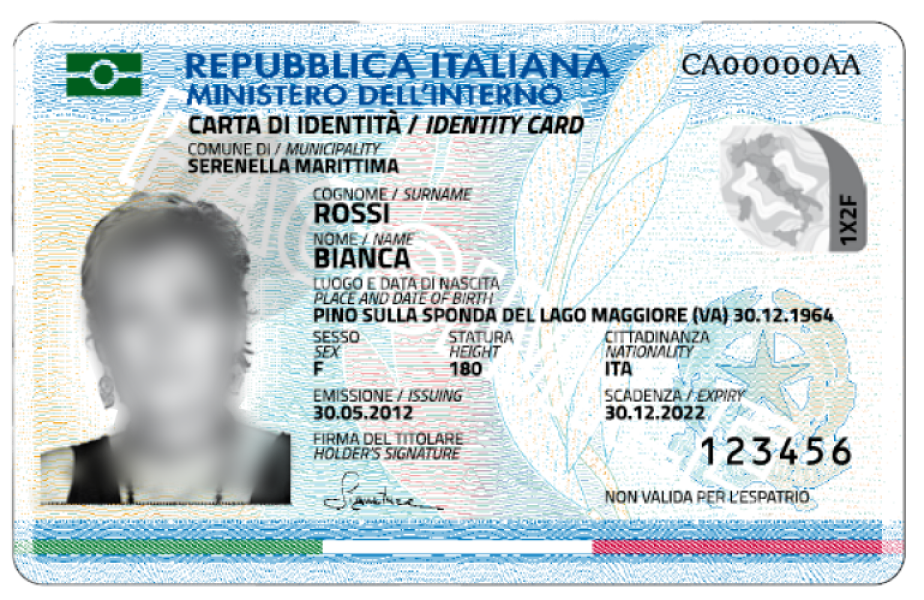 REPUBBLICA ITALIANA
CA00000AA
MINISTERO DELL'INTERNO
CARTA DI IDENTITÀ / IDENTITY CARD
COMUNE DI / MUNICIPALITY
SERENELLA MARITTIMA
COGNOME / SURNAME
ROSSI
NOME / NAME
BIANCA
1X2F
LUOGO E DATA DI NASCITA
PLACE AND DATE OF BIRTH
PINO SULLA SPONDA DEL LAGO MAGGIORE (VA) 30.12.1964
SESSO STATURA CITTADINANZA
SEX HEIGHT NATIONALITY
F 180 ITA
EMISSIONE / ISSUING SCADENZA / EXPIRY
30.05.2012 30.12.2022
FIRMA DEL TITOLARE
HOLDER'S SIGNATURE
123456
Signature
NON VALIDA PER L'ESPATRIO